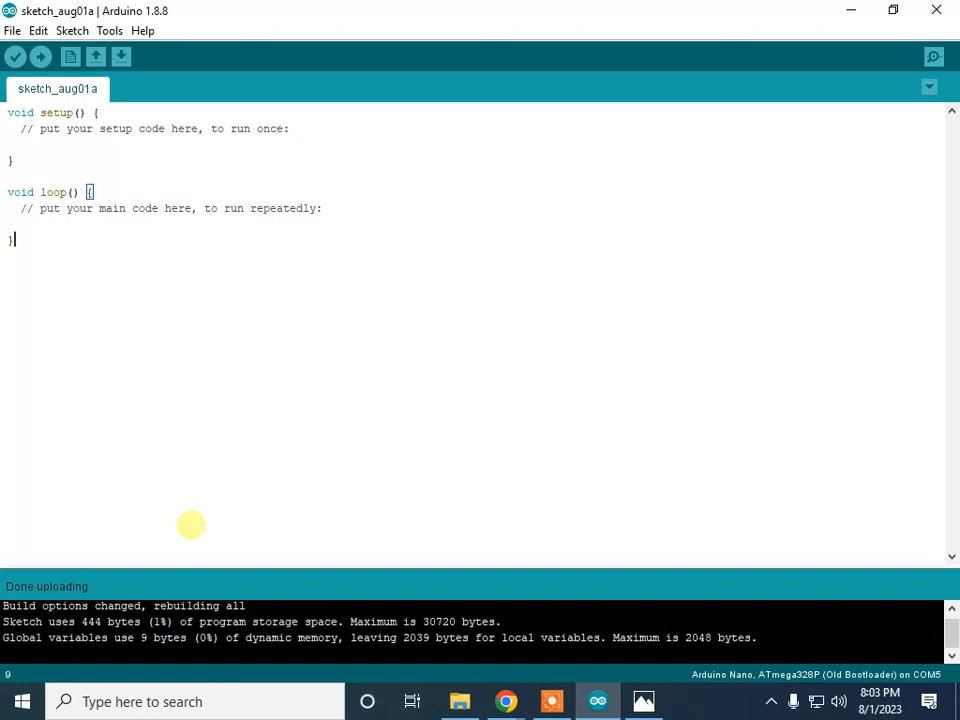 sketch_aug01a | Arduino 1.8.8
File Edit Sketch Tools Help
sketch_aug01a
void setup() {
// put your setup code here, to run once:
}
void loop() {
// put your main code here, to run repeatedly:
}
Done uploading.
Build options changed, rebuilding all
Sketch uses 444 bytes (1%) of program storage space. Maximum is 30720 bytes.
Global variables use 9 bytes (0%) of dynamic memory, leaving 2039 bytes for local variables. Maximum is 2048 bytes.
9 Arduino Nano, ATmega328P (Old Bootloader) on COM5
Type here to search
8:03 PM
8/1/2023